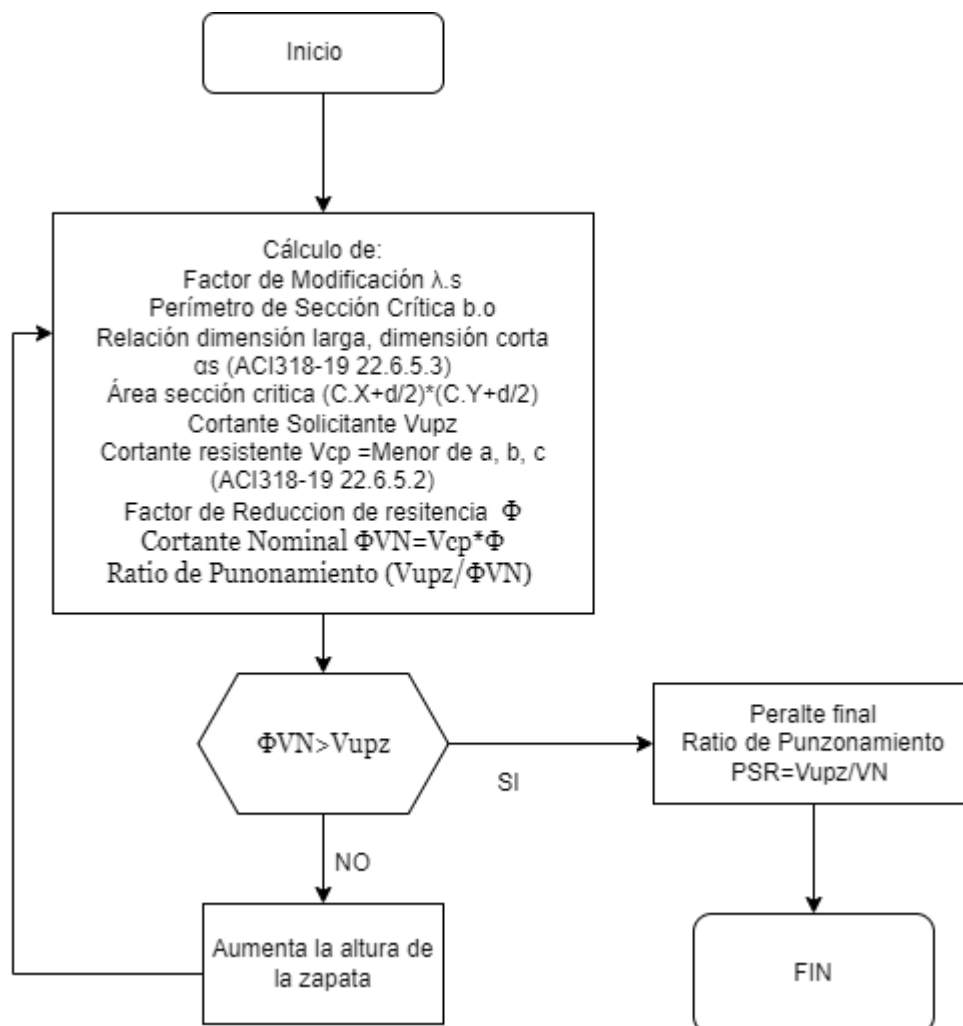 Inicio
Cálculo de:
Factor de Modificación λ.s
Perímetro de Sección Crítica b.o
Relación dimensión larga, dimensión corta
αs (ACI318-19 22.6.5.3)
Área sección critica (C.X+d/2)*(C.Y+d/2)
Cortante Solicitante Vupz
Cortante resistente Vcp =Menor de a, b, c
(ACI318-19 22.6.5.2)
Factor de Reduccion de resitencia Φ
Cortante Nominal ΦVN=Vcp*Φ
Ratio de Punonamiento (Vupz/ΦVN)
ΦVN>Vupz
SI
Peralte final
Ratio de Punzonamiento
PSR=Vupz/VN
NO
Aumenta la altura de
la zapata
FIN